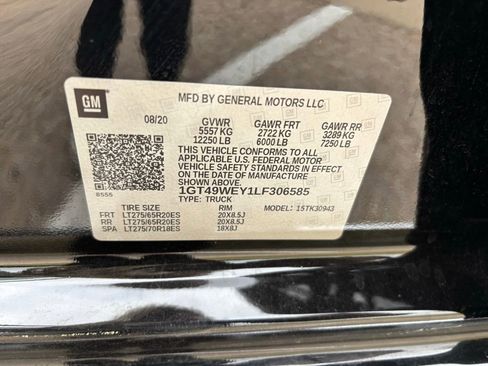 GM
MFD BY GENERAL MOTORS LLC
08/20 GVWR GAWR FRT GAWR RR
5557 KG 2722 KG 3289 KG
12250 LB 6000 LB 7250 LB
THIS VEHICLE CONFORMS TO ALL
APPLICABLE U.S. FEDERAL MOTOR
VEHICLE SAFETY STANDARDS IN EFFECT
ON THE DATE OF MANUFACTURE SHOWN ABOVE.
1GT49WEY1LF306585
8555 TYPE: TRUCK
TIRE SIZE RIM MODEL: 15TK30943
FRT LT275/65R20ES 20X8.5J
RR LT275/65R20ES 20X8.5J
SPA LT275/70R18ES 18X8J